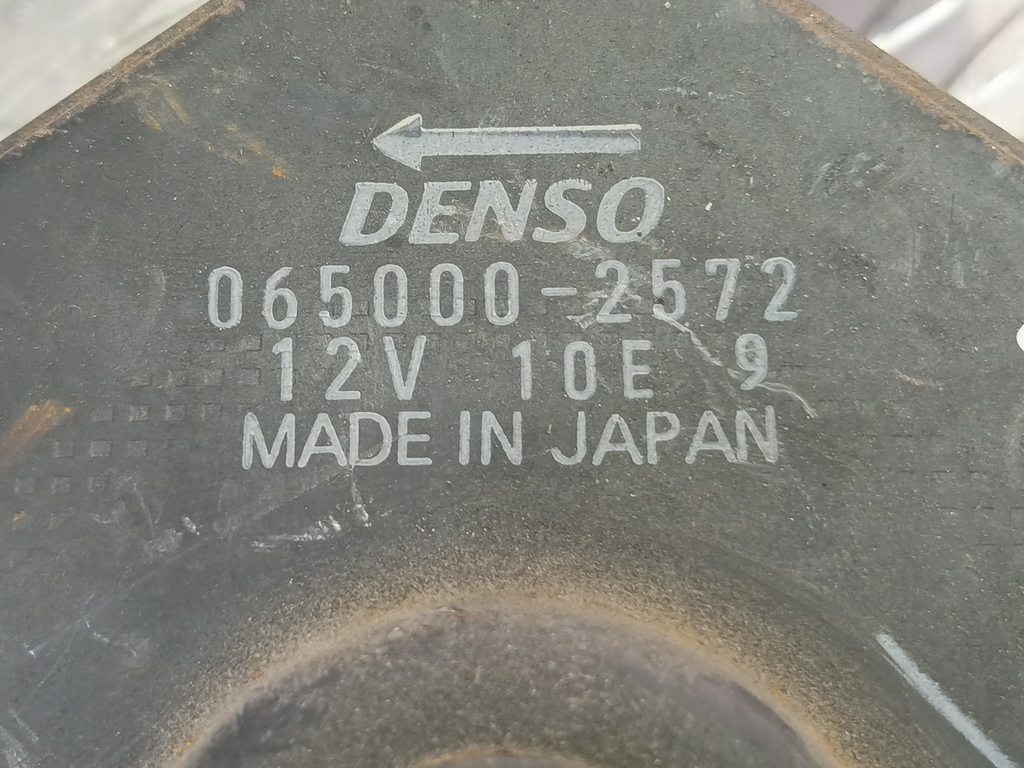 DENSO
065000-2572
12V 10E 9
MADE IN JAPAN